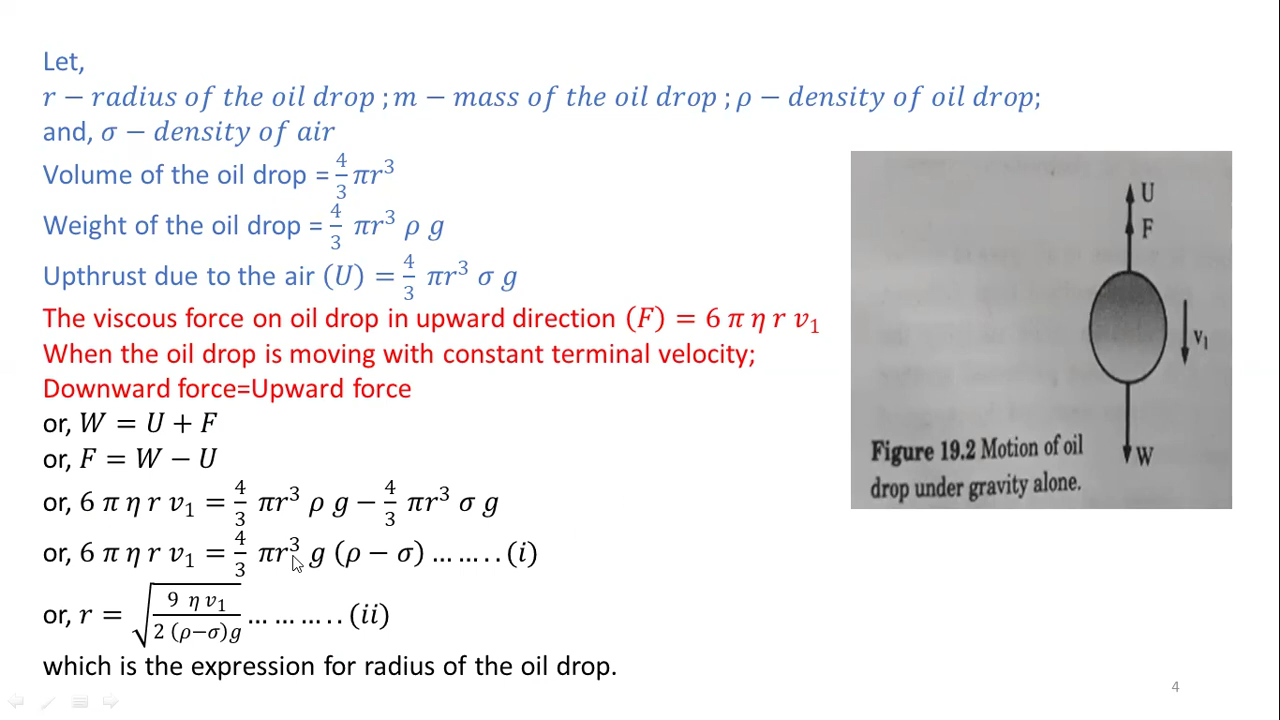 Let,
r − radius of the oil drop ; m − mass of the oil drop ; ρ − density of oil drop;
and, σ − density of air
Volume of the oil drop = 4/3 πr³
Weight of the oil drop = 4/3 πr³ ρ g
Upthrust due to the air (U) = 4/3 πr³ σ g
The viscous force on oil drop in upward direction (F) = 6 π η r v₁
When the oil drop is moving with constant terminal velocity;
Downward force=Upward force
or, W = U + F
or, F = W − U
or, 6 π η r v₁ = 4/3 πr³ ρ g − 4/3 πr³ σ g
or, 6 π η r v₁ = 4/3 πr³ g (ρ − σ) … … . . (i)
or, r = √(9 η v₁ / 2 (ρ−σ)g) … … … . . (ii)
which is the expression for radius of the oil drop.
U
F
v₁
W
Figure 19.2 Motion of oil
drop under gravity alone.
4